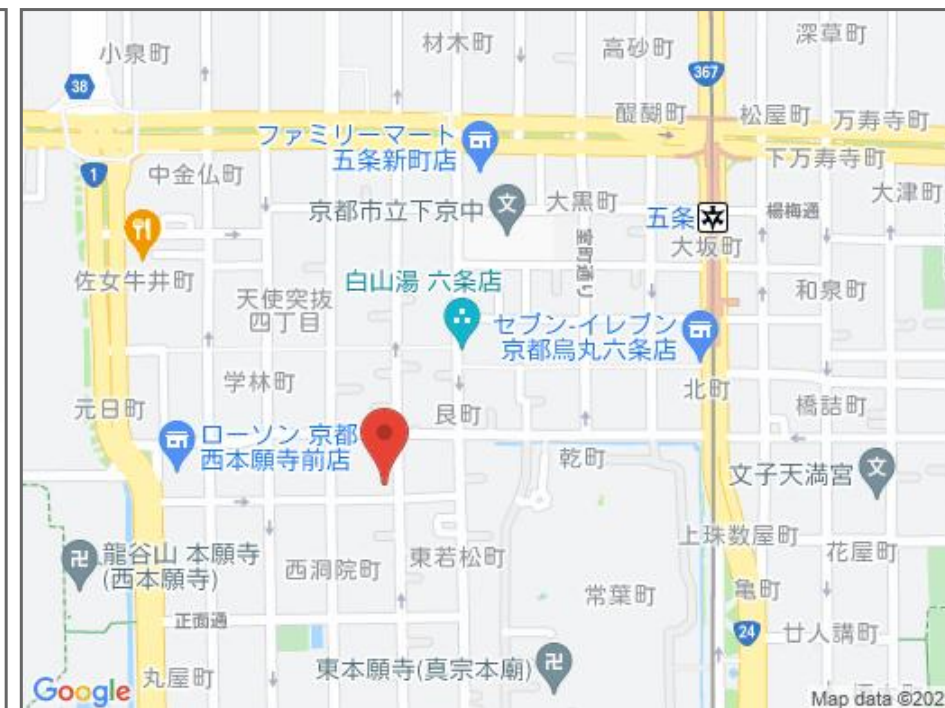 小泉町
材木町
高砂町
深草町
38
367
醍醐町
松屋町
万寿寺町
ファミリーマート
五条新町店
下万寿寺町
1
中金仏町
大黒町
大津町
京都市立下京中
五条
楊梅通
大坂町
室町通り
佐女牛井町
白山湯 六条店
和泉町
天使突抜
四丁目
セブン-イレブン
京都烏丸六条店
学林町
北町
元日町
艮町
橋詰町
ローソン 京都
西本願寺前店
乾町
文子天満宮
上珠数屋町
花屋町
龍谷山 本願寺
(西本願寺)
西洞院町
東若松町
常葉町
亀町
正面通
24
廿人講町
東本願寺(真宗本廟)
丸屋町
Google
Map data ©202